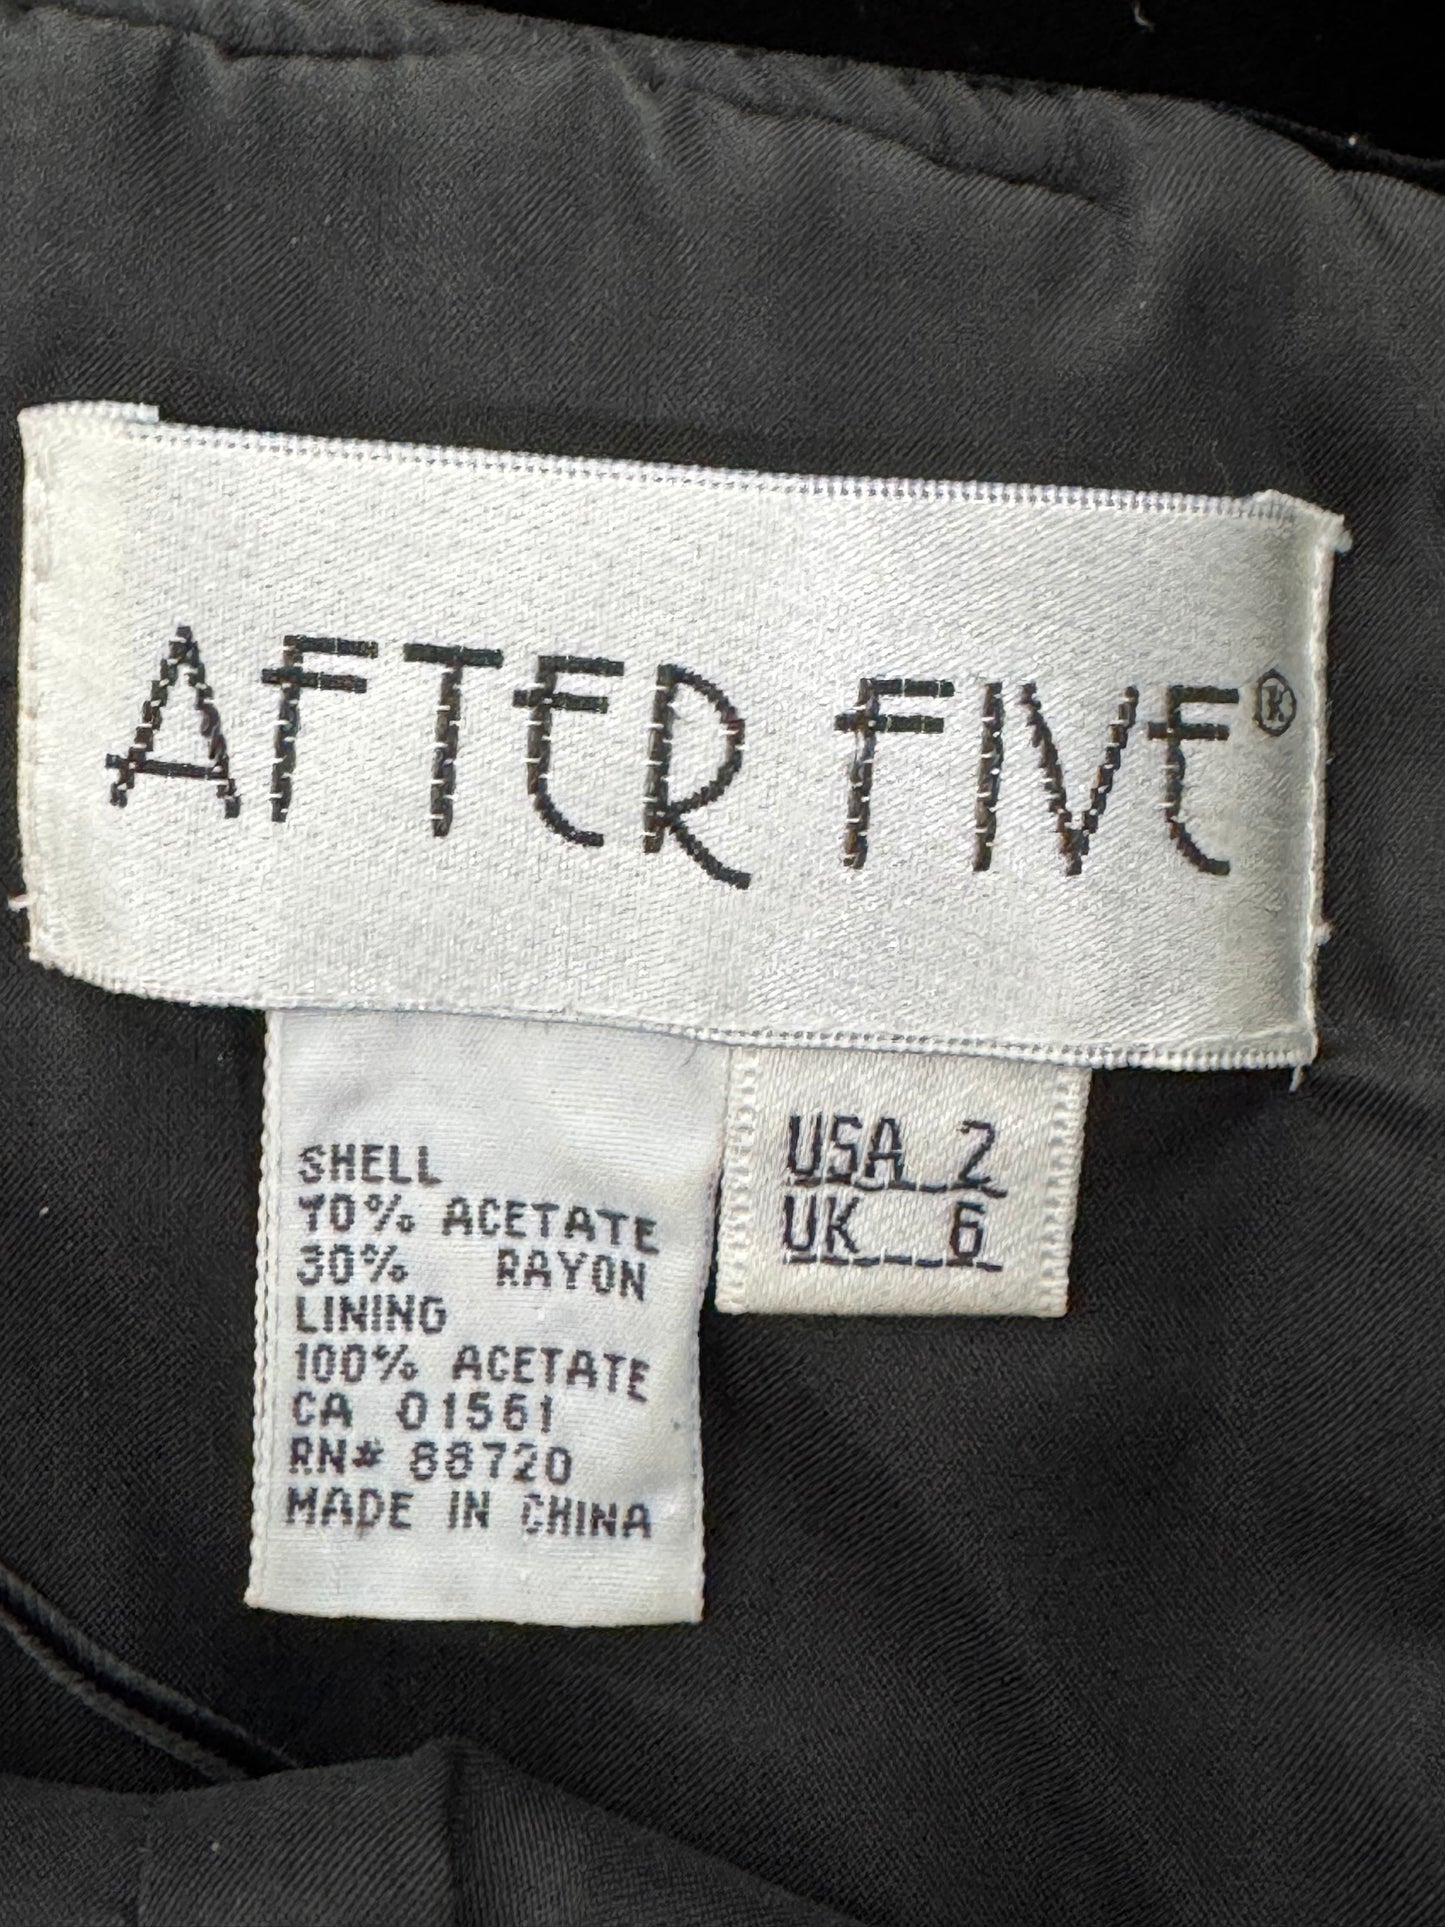 AFTER FIVE®
USA 2
UK 6
SHELL
70% ACETATE
30% RAYON
LINING
100% ACETATE
CA 01561
RN# 88720
MADE IN CHINA